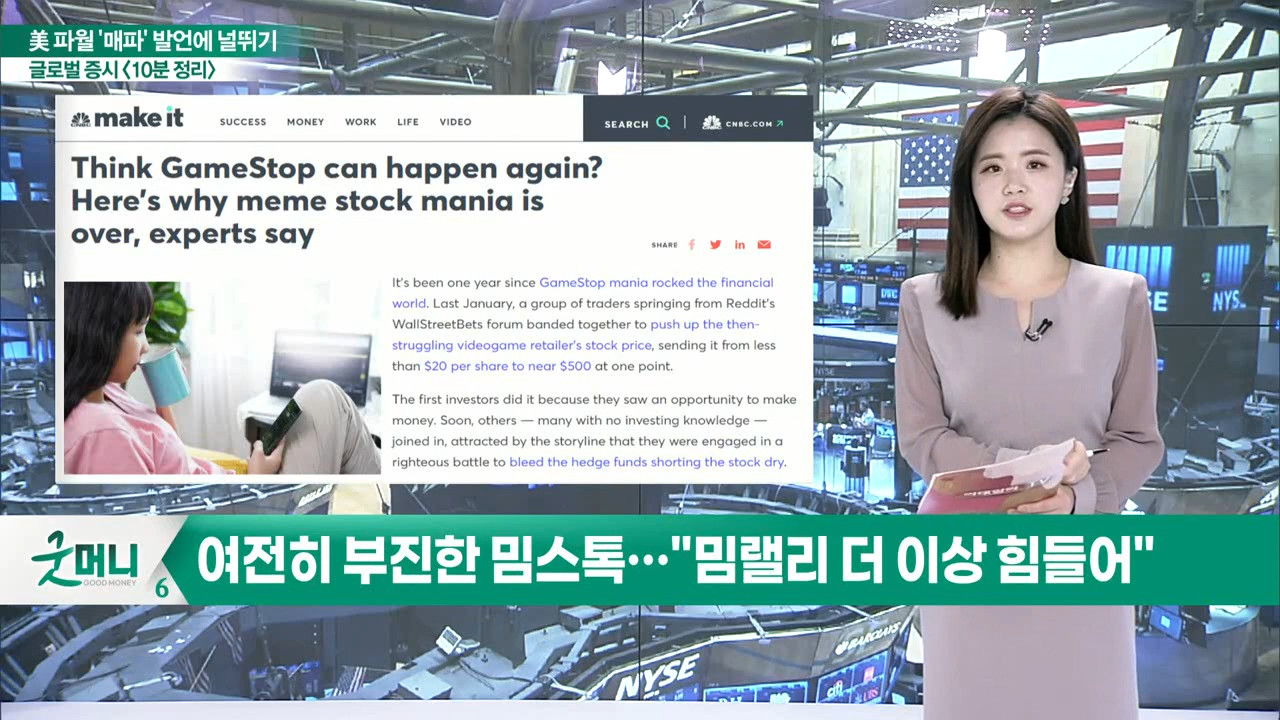 美 파월 '매파' 발언에 널뛰기
글로벌 증시 <10분 정리>
CNBC make it
SUCCESS MONEY WORK LIFE VIDEO
SEARCH
CNBC.COM
Think GameStop can happen again?
Here's why meme stock mania is
over, experts say
SHARE
It's been one year since GameStop mania rocked the financial
world. Last January, a group of traders springing from Reddit's
WallStreetBets forum banded together to push up the then-
struggling videogame retailer's stock price, sending it from less
than $20 per share to near $500 at one point.
The first investors did it because they saw an opportunity to make
money. Soon, others — many with no investing knowledge —
joined in, attracted by the storyline that they were engaged in a
righteous battle to bleed the hedge funds shorting the stock dry.
NYSE
NYS
굿머니
GOOD MONEY
6
여전히 부진한 밈스톡…"밈랠리 더 이상 힘들어"
NYSE
BARCLAYS
citi
UBS